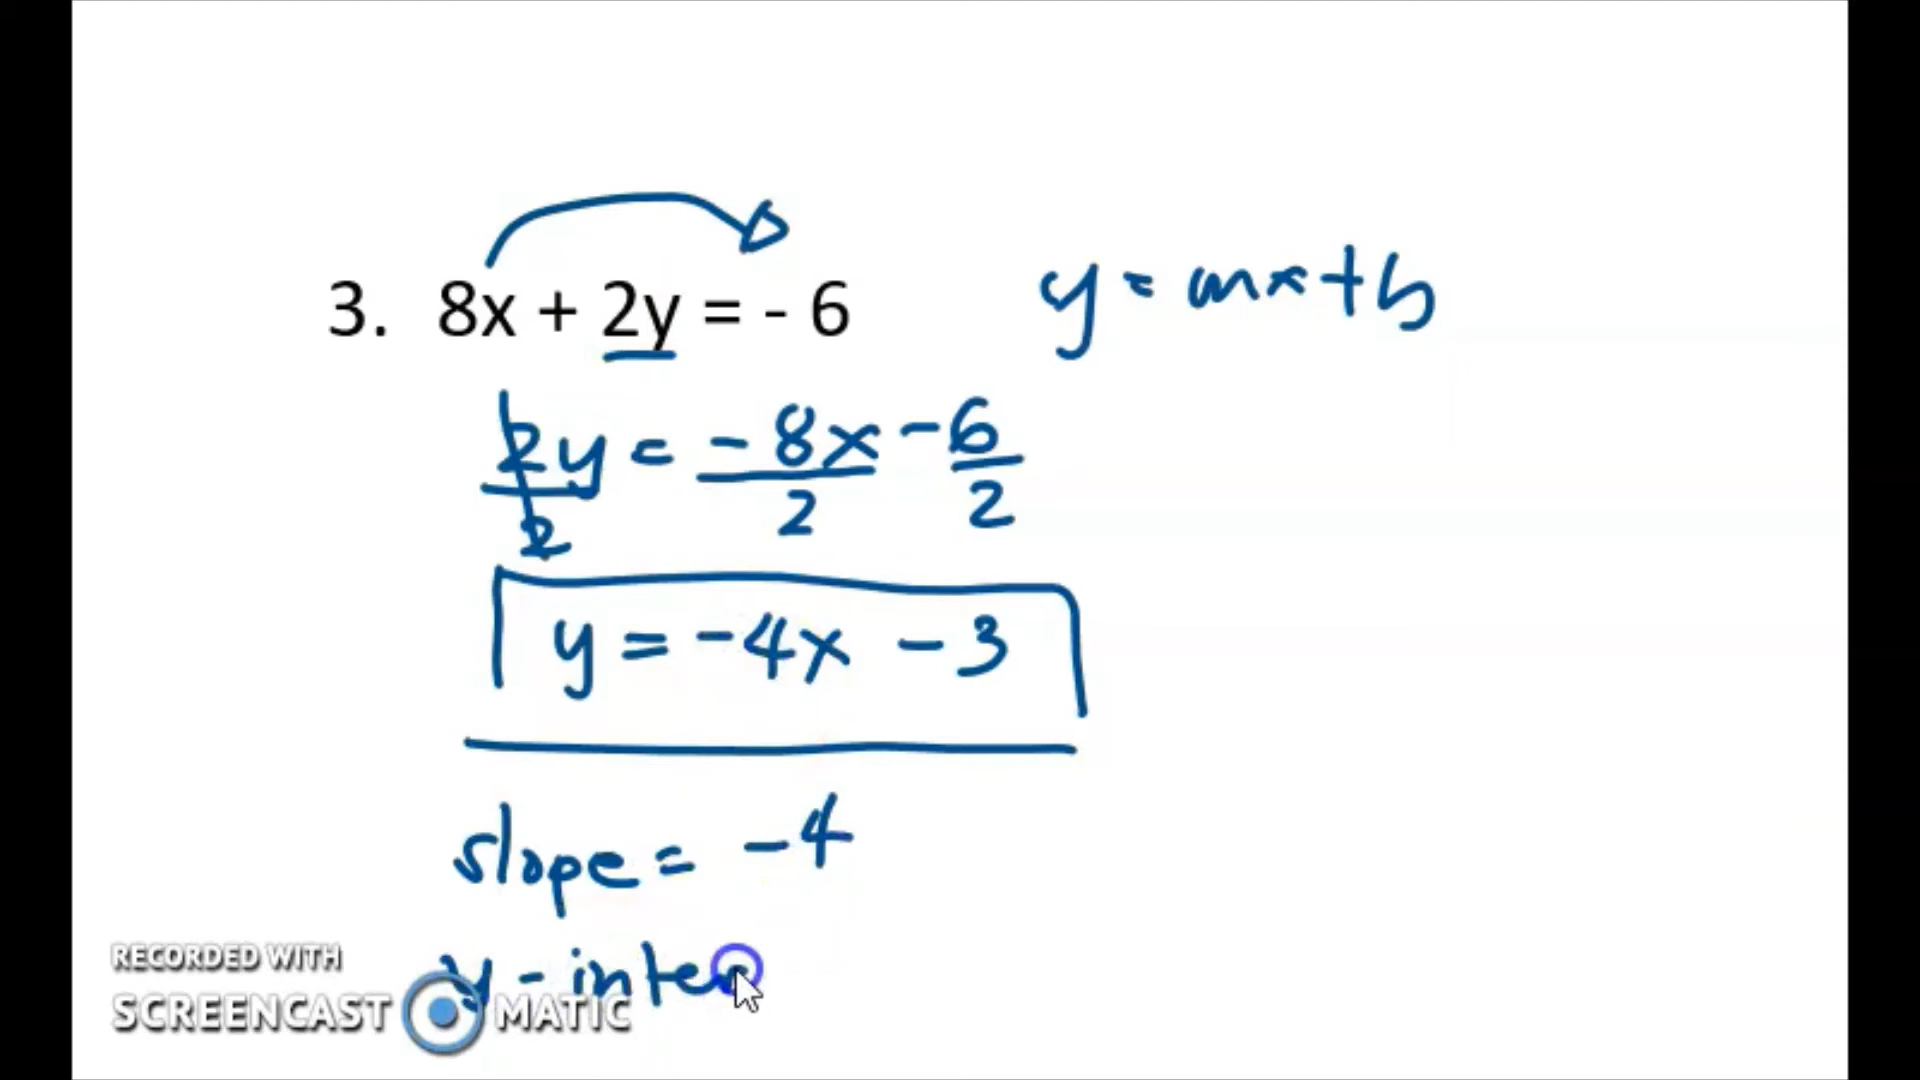 3. 8x + 2y = - 6
y = mx + b
2y/2 = -8x/2 - 6/2
y = -4x - 3
slope = -4
y - inter
RECORDED WITH
SCREENCAST MATIC